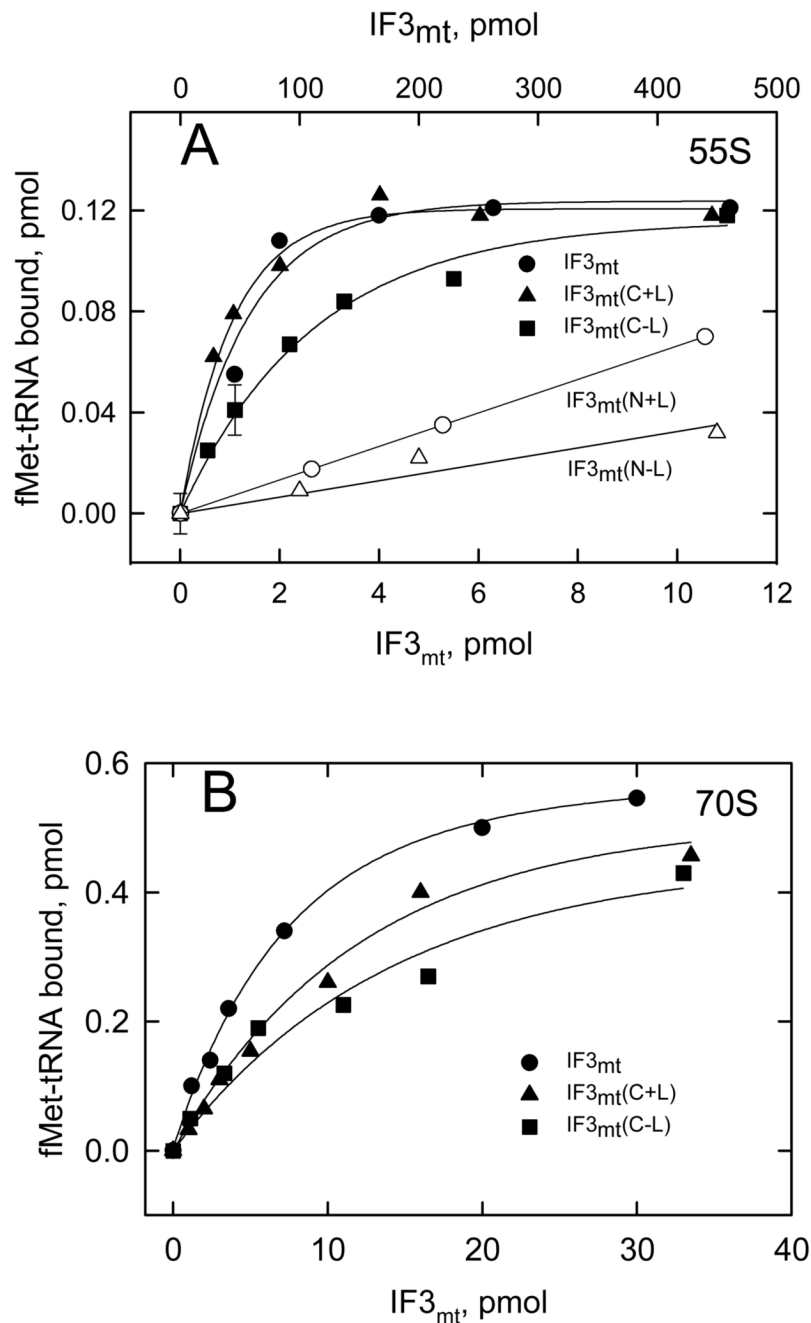 IF3mt, pmol
0 100 200 300 400 500
A
55S
0.12
0.08
0.04
0.00
IF3mt
IF3mt(C+L)
IF3mt(C-L)
IF3mt(N+L)
IF3mt(N-L)
fMet-tRNA bound, pmol
0 2 4 6 8 10 12
IF3mt, pmol
B
70S
0.6
0.4
0.2
0.0
fMet-tRNA bound, pmol
IF3mt
IF3mt(C+L)
IF3mt(C-L)
0 10 20 30 40
IF3mt, pmol